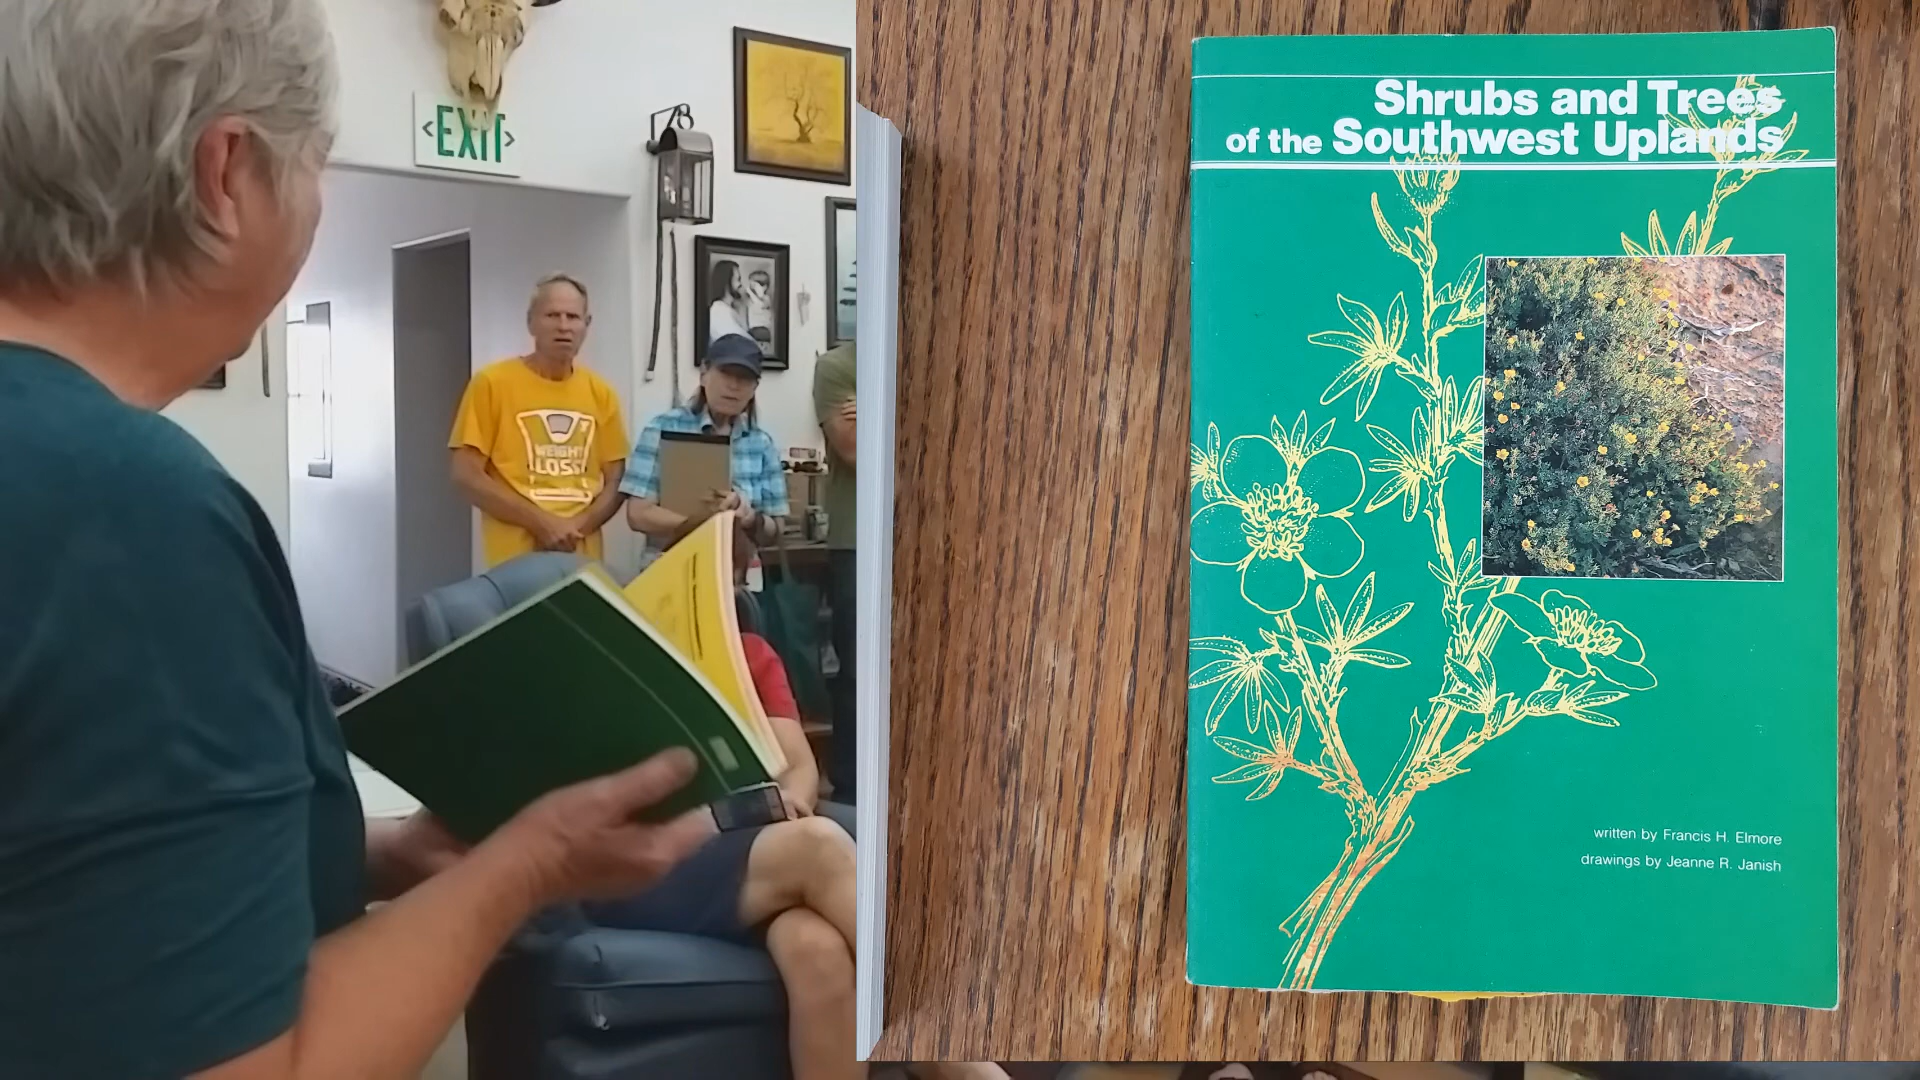 <EXIT>
WEIGHT
LOSS
Shrubs and Trees
of the Southwest Uplands
written by Francis H. Elmore
drawings by Jeanne R. Janish